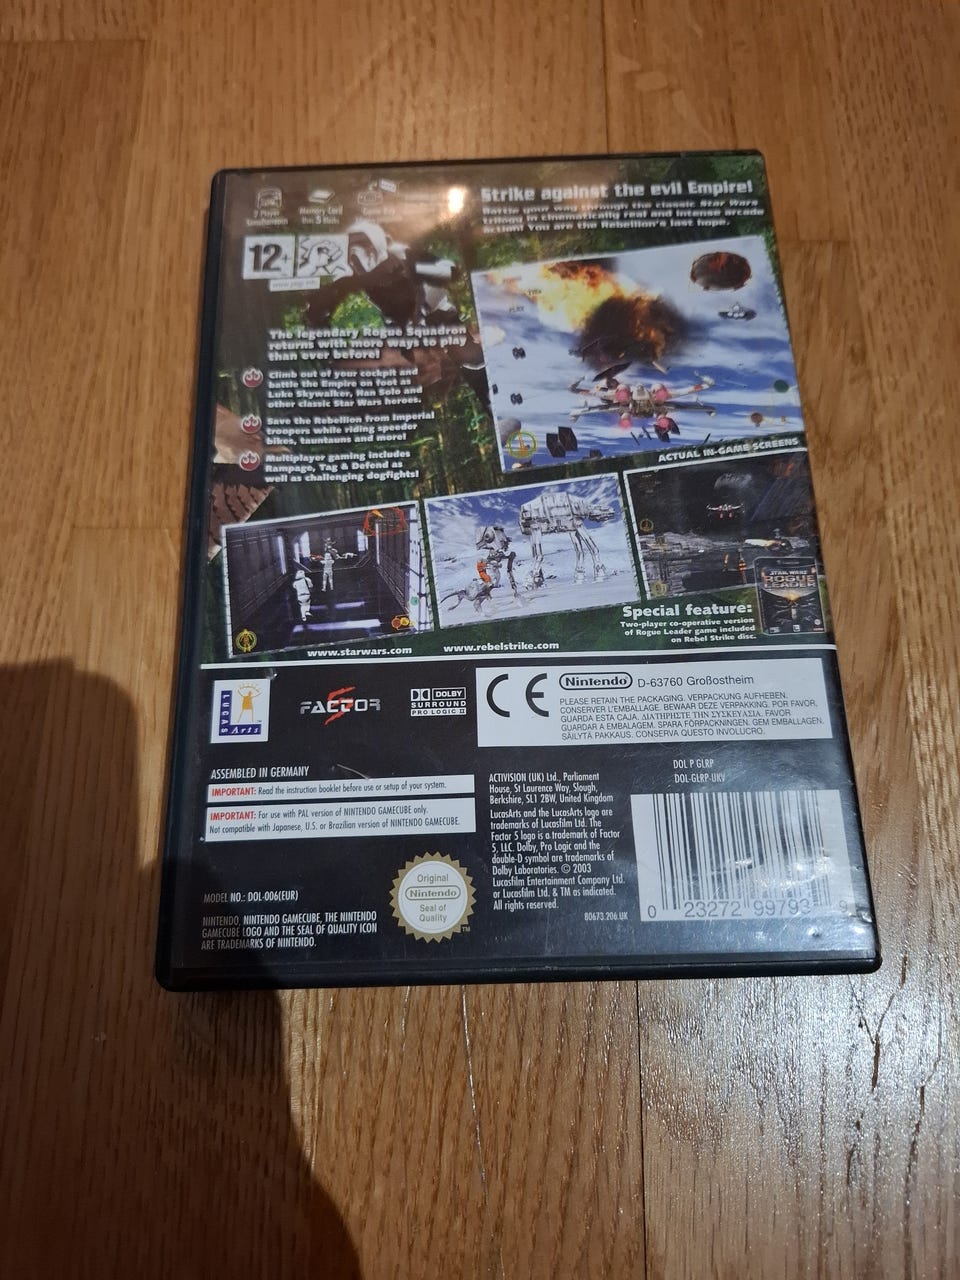 2 Player
Simultaneous
Memory Card
5 Blocks
Strike against the evil Empire!
Battle your way through the classic Star Wars
trilogy in cinematically real and intense arcade
action! You are the Rebellion's last hope.
12+
www.pegi.info
The legendary Rogue Squadron
returns with more ways to play
than ever before!
Climb out of your cockpit and
battle the Empire on foot as
Luke Skywalker, Han Solo and
other classic Star Wars heroes.
Save the Rebellion from Imperial
troopers while riding speeder
bikes, tauntauns and more!
Multiplayer gaming includes
Rampage, Tag & Defend as
well as challenging dogfights!
ACTUAL IN-GAME SCREENS
STAR WARS
ROGUE
LEADER
Special feature:
Two-player co-operative version
of Rogue Leader game included
on Rebel Strike disc.
www.starwars.com
www.rebelstrike.com
LUCAS
Arts
FACTOR
5
DOLBY
SURROUND
PRO LOGIC II
CE
Nintendo D-63760 Großostheim
PLEASE RETAIN THE PACKAGING. VERPACKUNG AUFHEBEN.
CONSERVER L'EMBALLAGE. BEWAAR DEZE VERPAKKING. POR FAVOR,
GUARDA ESTA CAJA. ΔΙΑΤΗΡΗΣΤΕ ΤΗΝ ΣΥΣΚΕΥΑΣΙΑ. FAVOR
GUARDAR A EMBALAGEM. SPARA FÖRPACKNINGEN. GEM EMBALLAGEN.
SÄILYTÄ PAKKAUS. CONSERVA QUESTO INVOLUCRO.
DOL P GLRP
DOL-GLRP-UKV
ASSEMBLED IN GERMANY
IMPORTANT: Read the instruction booklet before use or setup of your system.
IMPORTANT: For use with PAL version of NINTENDO GAMECUBE only.
Not compatible with Japanese, U.S. or Brazilian version of NINTENDO GAMECUBE.
ACTIVISION (UK) Ltd., Parliament
House, St Laurence Way, Slough,
Berkshire, SL1 2BW, United Kingdom
LucasArts and the LucasArts logo are
trademarks of Lucasfilm Ltd. The
Factor 5 logo is a trademark of Factor
5, LLC. Dolby, Pro Logic and the
double-D symbol are trademarks of
Dolby Laboratories. © 2003
Lucasfilm Entertainment Company Ltd.
or Lucasfilm Ltd. & TM as indicated.
All rights reserved.
80673.206.UK
MODEL NO.: DOL-006(EUR)
NINTENDO, NINTENDO GAMECUBE, THE NINTENDO
GAMECUBE LOGO AND THE SEAL OF QUALITY ICON
ARE TRADEMARKS OF NINTENDO.
Original
Nintendo
Seal of
Quality
TM
0 23272 99793